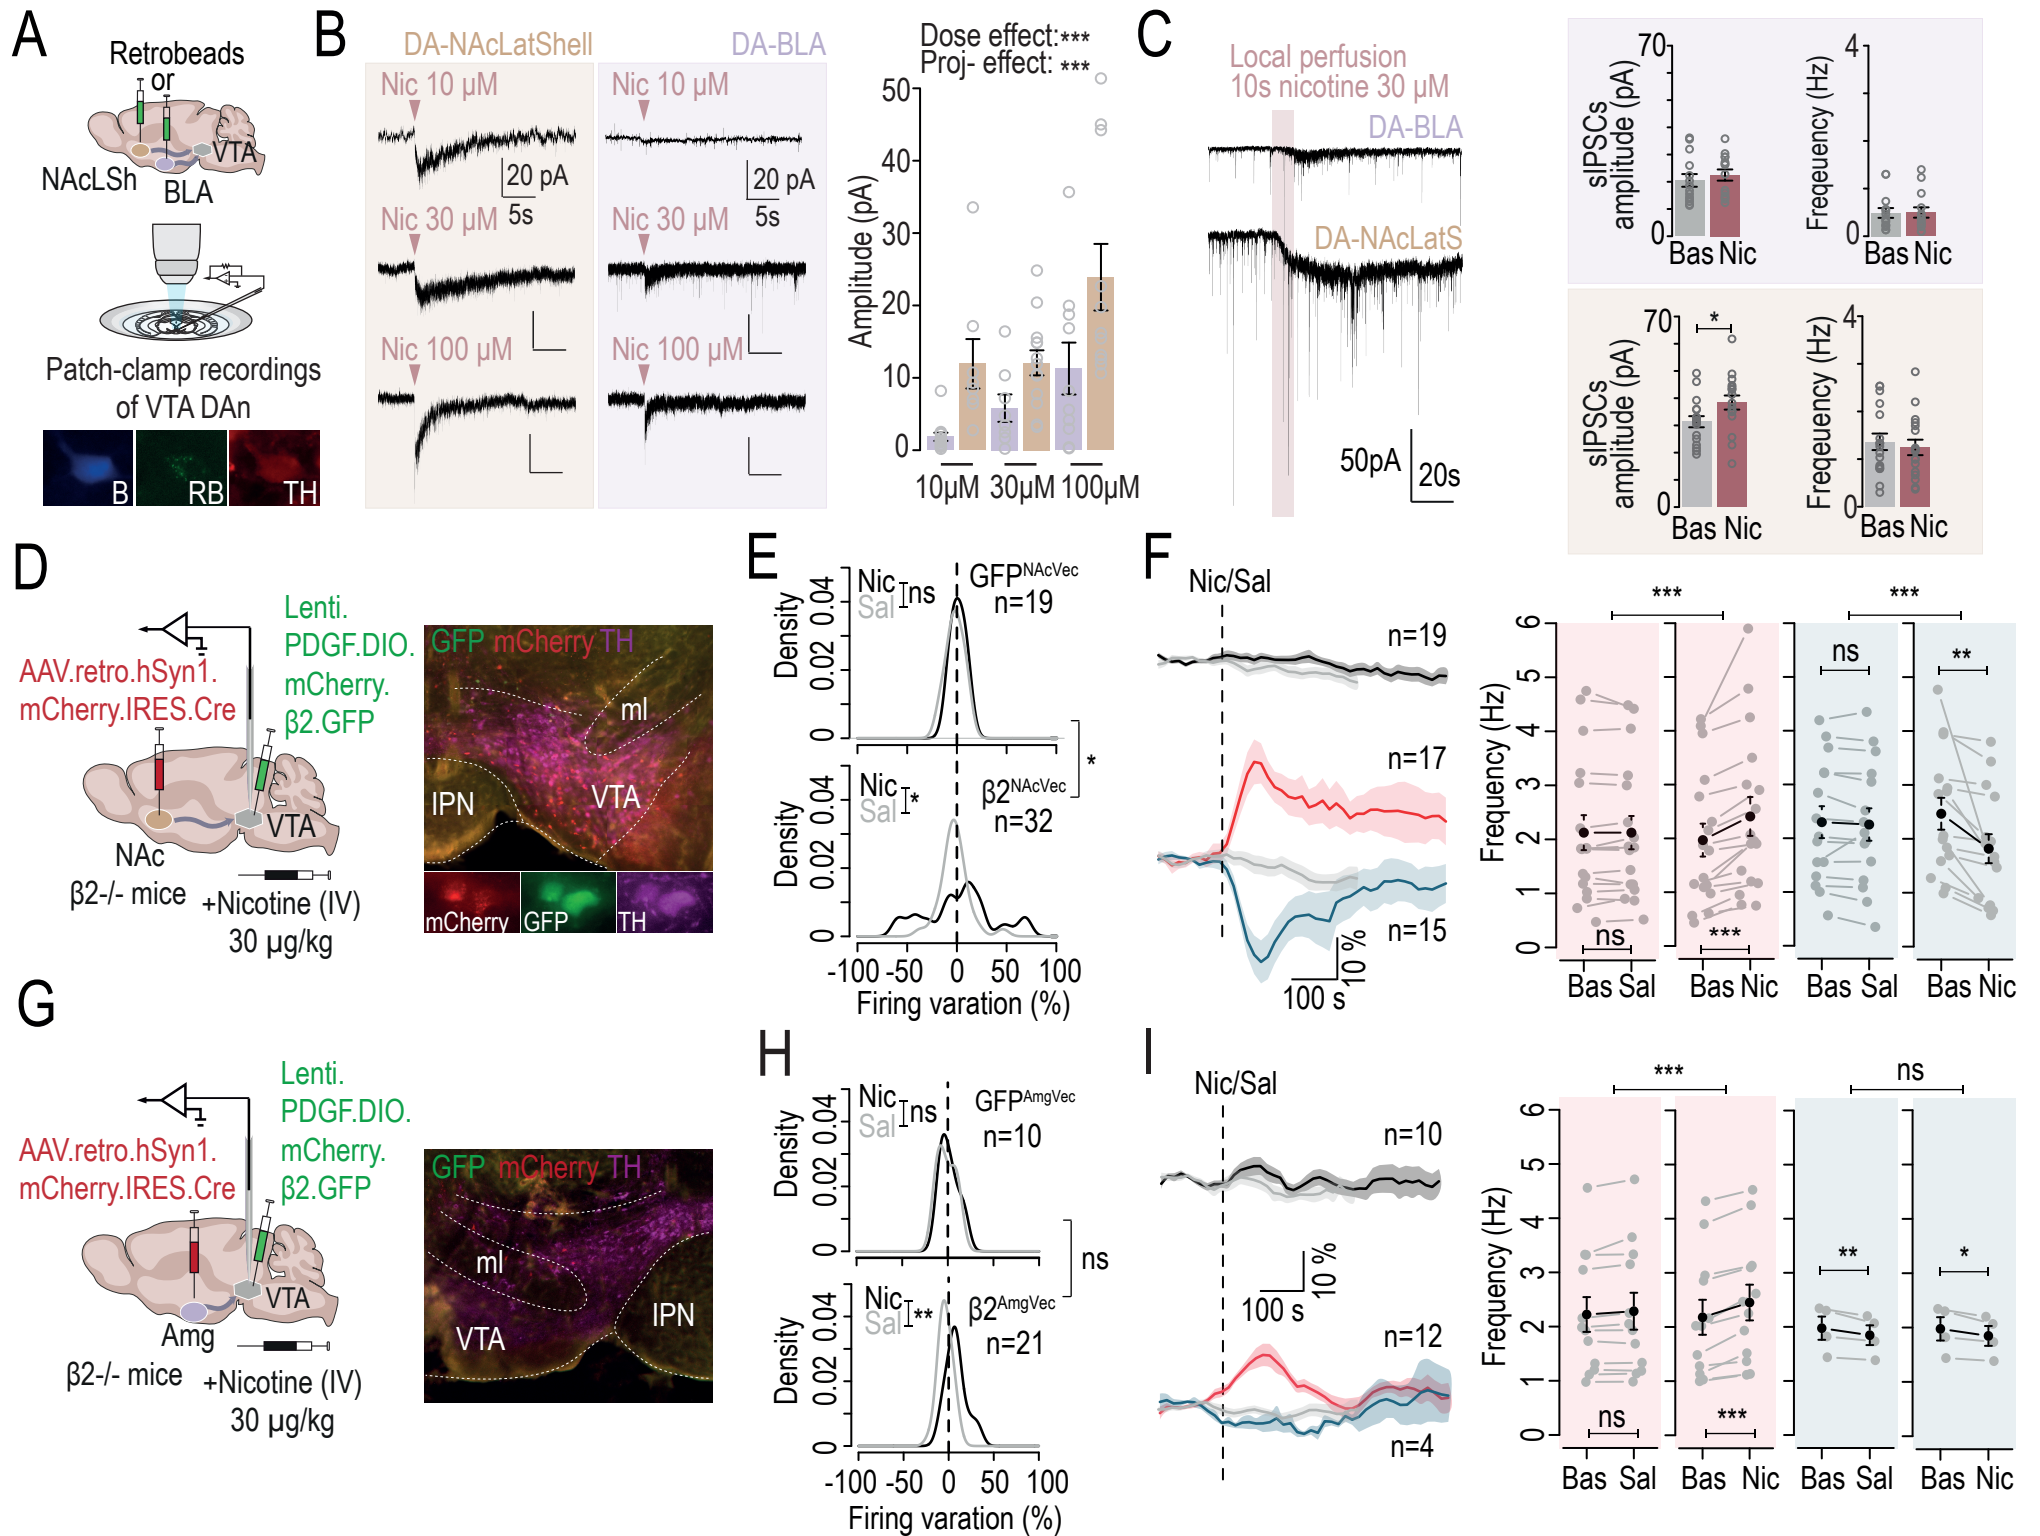 A
Retrobeads
or
VTA
NAcLSh
BLA
Patch-clamp recordings
of VTA DAn
B
RB
TH
B
DA-NAcLatShell
DA-BLA
Nic 10 µM
Nic 10 µM
20 pA
5s
20 pA
5s
Nic 30 µM
Nic 30 µM
Nic 100 µM
Nic 100 µM
Dose effect:***
Proj- effect: ***
Amplitude (pA)
50
40
30
20
10
0
10µM
30µM
100µM
C
Local perfusion
10s nicotine 30 µM
DA-BLA
DA-NAcLatS
50pA
20s
sIPSCs
amplitude (pA)
70
0
Bas Nic
Frequency (Hz)
4
0
Bas Nic
sIPSCs
amplitude (pA)
70
0
*
Bas Nic
Frequency (Hz)
4
0
Bas Nic
D
AAV.retro.hSyn1.
mCherry.IRES.Cre
Lenti.
PDGF.DIO.
mCherry.
β2.GFP
NAc
VTA
β2-/- mice
+Nicotine (IV)
30 µg/kg
GFP mCherry TH
ml
IPN
VTA
mCherry
GFP
TH
E
Density
0.04
0.02
0
Nic
Sal
ns
GFPNAcVec
n=19
*
Density
0.04
0.02
0
Nic
Sal
*
β2NAcVec
n=32
-100 -50 0 50 100
Firing varation (%)
F
Nic/Sal
n=19
n=17
n=15
10 %
100 s
Frequency (Hz)
6
5
4
3
2
1
0
***
***
ns
***
ns
**
Bas Sal
Bas Nic
Bas Sal
Bas Nic
G
AAV.retro.hSyn1.
mCherry.IRES.Cre
Lenti.
PDGF.DIO.
mCherry.
β2.GFP
Amg
VTA
β2-/- mice
+Nicotine (IV)
30 µg/kg
GFP mCherry TH
ml
VTA
IPN
H
Density
0.04
0.02
0
Nic
Sal
ns
GFPAmgVec
n=10
ns
Density
0.04
0.02
0
Nic
Sal
**
β2AmgVec
n=21
-100 -50 0 50 100
Firing varation (%)
I
Nic/Sal
n=10
10 %
100 s
n=12
n=4
Frequency (Hz)
6
5
4
3
2
1
0
***
ns
ns
***
**
*
Bas Sal
Bas Nic
Bas Sal
Bas Nic